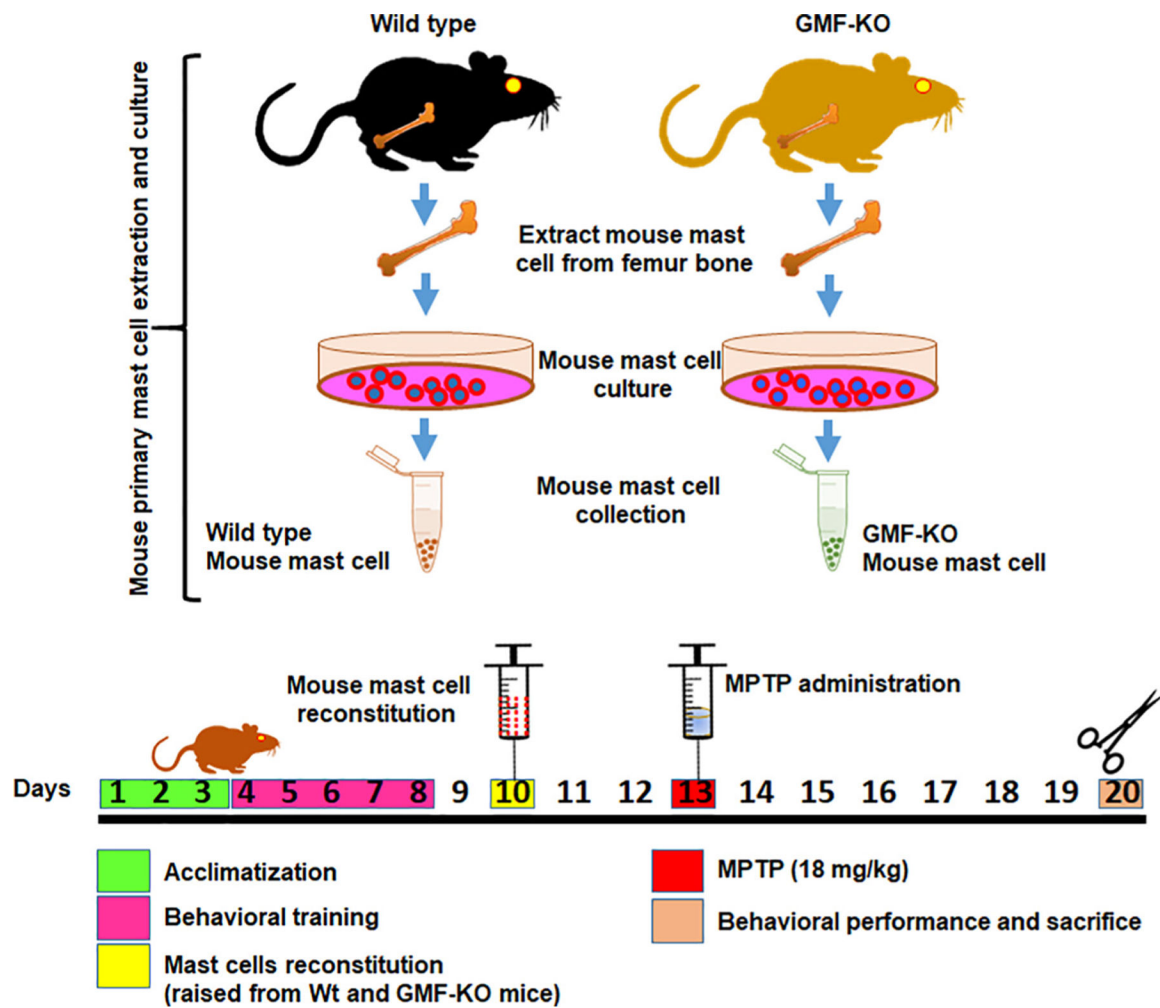 Wild type
GMF-KO
Mouse primary mast cell extraction and culture
Extract mouse mast
cell from femur bone
Mouse mast cell
culture
Mouse mast cell
collection
Wild type
Mouse mast cell
GMF-KO
Mouse mast cell
Mouse mast cell
reconstitution
MPTP administration
Days 1 2 3 4 5 6 7 8 9 10 11 12 13 14 15 16 17 18 19 20
Acclimatization
Behavioral training
Mast cells reconstitution
(raised from Wt and GMF-KO mice)
MPTP (18 mg/kg)
Behavioral performance and sacrifice